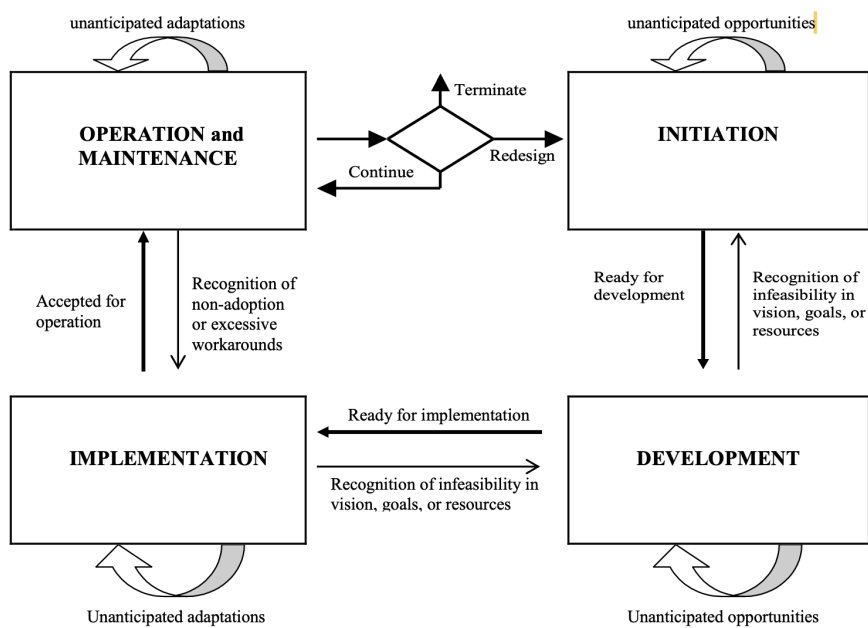 unanticipated adaptations
unanticipated opportunities
OPERATION and
MAINTENANCE
Terminate
Redesign
Continue
INITIATION
Accepted for
operation
Recognition of
non-adoption
or excessive
workarounds
Ready for
development
Recognition of
infeasibility in
vision, goals, or
resources
IMPLEMENTATION
Ready for implementation
Recognition of infeasibility in
vision, goals, or resources
DEVELOPMENT
Unanticipated adaptations
Unanticipated opportunities